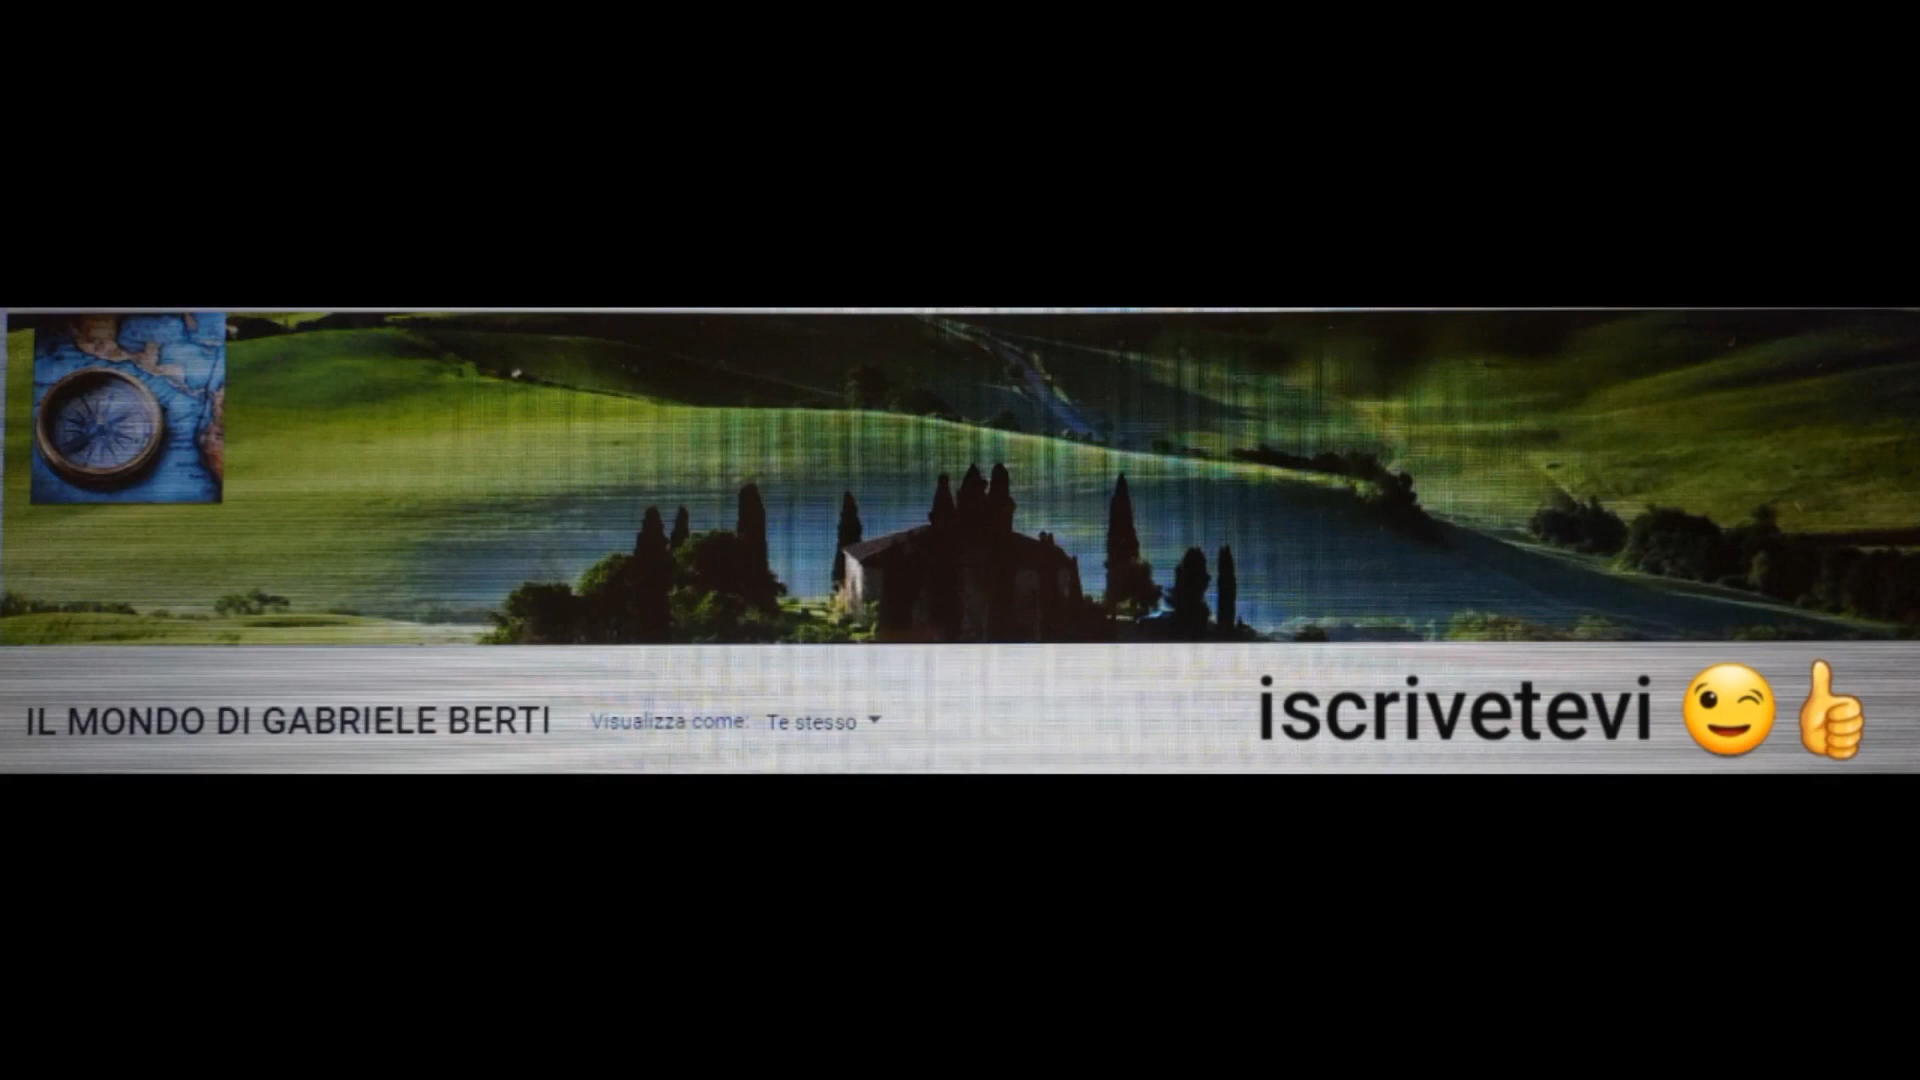 IL MONDO DI GABRIELE BERTI Visualizza come: Te stesso iscrivetevi 😉👍